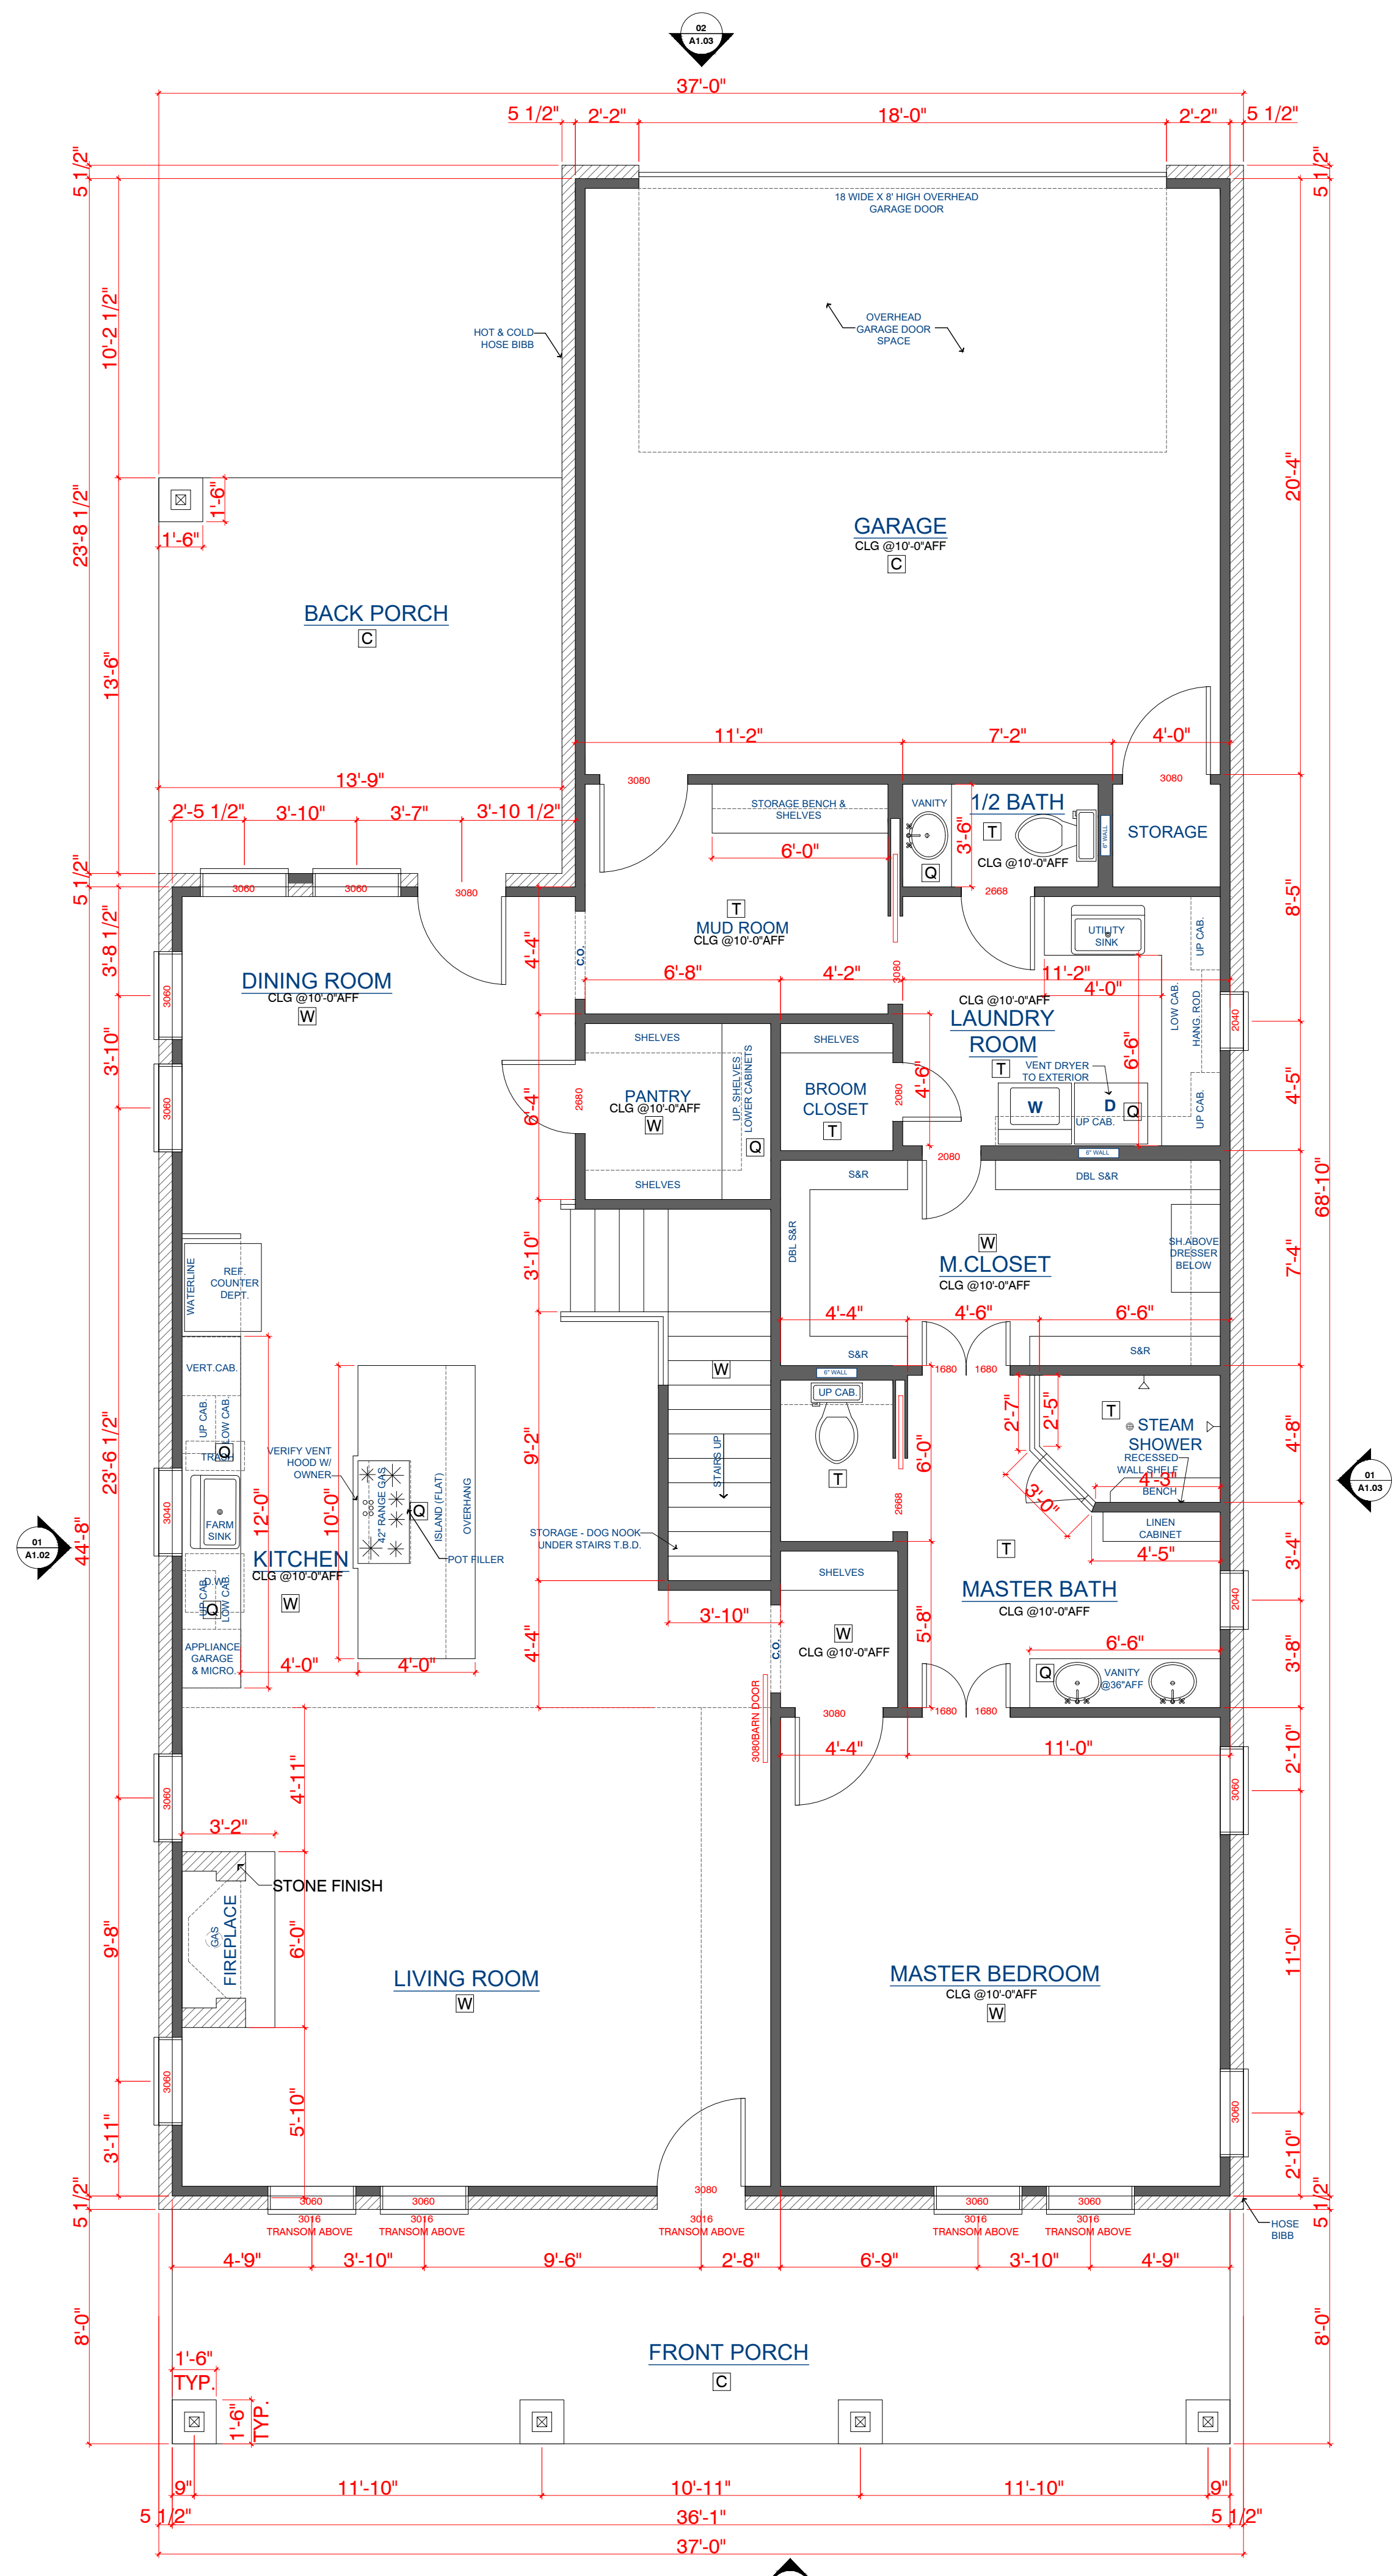 02
A1.03
37'-0"
5 1/2"
2'-2"
18'-0"
2'-2"
5 1/2"
5 1/2"
5 1/2"
18 WIDE X 8' HIGH OVERHEAD
GARAGE DOOR
10'-2 1/2"
HOT & COLD
HOSE BIBB
OVERHEAD
GARAGE DOOR
SPACE
20'-4"
23'-8 1/2"
1'-6"
1'-6"
GARAGE
CLG @10'-0"AFF
C
BACK PORCH
C
13'-6"
11'-2"
7'-2"
4'-0"
13'-9"
3080
3080
2'-5 1/2"
3'-10"
3'-7"
3'-10 1/2"
STORAGE BENCH &
SHELVES
6'-0"
VANITY
Q
3'-6"
1/2 BATH
T
CLG @10'-0"AFF
6" WALL
STORAGE
2668
5 1/2"
3060
3060
3080
8'-5"
3'-8 1/2"
3060
DINING ROOM
CLG @10'-0"AFF
W
4'-4"
C.O.
T
MUD ROOM
CLG @10'-0"AFF
6'-8"
4'-2"
3080
UTILITY
SINK
UP CAB.
11'-2"
4'-0"
CLG @10'-0"AFF
LAUNDRY
ROOM
T
LOW CAB.
HANG. ROD
2040
3'-10"
3060
6'-4"
2680
SHELVES
PANTRY
CLG @10'-0"AFF
W
UP. SHELVES
LOWER CABINETS
Q
SHELVES
SHELVES
BROOM
CLOSET
T
2080
4'-6"
VENT DRYER
TO EXTERIOR
6'-6"
W
D
Q
UP CAB.
UP CAB.
4'-5"
2080
6" WALL
68'-10"
S&R
DBL S&R
DBL S&R
W
M.CLOSET
CLG @10'-0"AFF
SH.ABOVE
DRESSER
BELOW
7'-4"
3'-10"
WATERLINE
REF.
COUNTER
DEPT.
4'-4"
4'-6"
6'-6"
S&R
S&R
1680
1680
VERT.CAB.
UP CAB.
LOW CAB.
Q
TRASH
W
6" WALL
UP CAB.
T
2'-7"
2'-5"
T
STEAM
SHOWER
RECESSED
WALL SHELF
4'-3"
BENCH
3'-0"
4'-8"
23'-6 1/2"
44'-8"
VERIFY VENT
HOOD W/
OWNER
9'-2"
STAIRS UP
6'-0"
2668
01
A1.03
3040
FARM
SINK
12'-0"
10'-0"
42" RANGE GAS
Q
ISLAND (FLAT)
OVERHANG
POT FILLER
STORAGE - DOG NOOK
UNDER STAIRS T.B.D.
LINEN
CABINET
4'-5"
3'-4"
01
A1.02
KITCHEN
CLG @10'-0"AFF
W
D.W.
UP CAB.
LOW CAB.
Q
SHELVES
T
MASTER BATH
CLG @10'-0"AFF
2040
3'-10"
5'-8"
APPLIANCE
GARAGE
& MICRO.
4'-0"
4'-0"
4'-4"
C.O.
W
CLG @10'-0"AFF
6'-6"
Q
VANITY
@36"AFF
3'-8"
3080BARN DOOR
3080
1680
1680
4'-4"
11'-0"
2'-10"
3060
3060
4'-11"
3'-2"
STONE FINISH
9'-8"
GAS
FIREPLACE
6'-0"
LIVING ROOM
W
MASTER BEDROOM
CLG @10'-0"AFF
W
11'-0"
3060
3'-11"
5'-10"
3060
2'-10"
5 1/2"
5 1/2"
3060
3060
3080
3060
3060
3016
TRANSOM ABOVE
3016
TRANSOM ABOVE
3016
TRANSOM ABOVE
3016
TRANSOM ABOVE
3016
TRANSOM ABOVE
HOSE
BIBB
4'-9"
3'-10"
9'-6"
2'-8"
6'-9"
3'-10"
4'-9"
8'-0"
8'-0"
FRONT PORCH
C
1'-6"
TYP.
1'-6"
TYP.
9"
11'-10"
10'-11"
11'-10"
9"
5 1/2"
36'-1"
5 1/2"
37'-0"